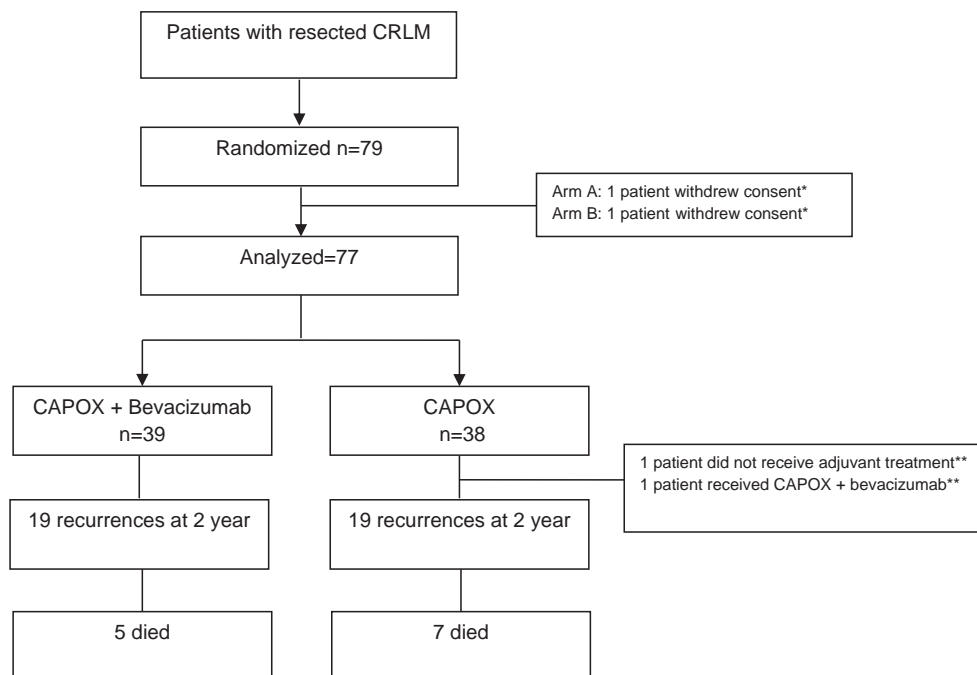 Patients with resected CRLM
Randomized n=79
Arm A: 1 patient withdrew consent*
Arm B: 1 patient withdrew consent*
Analyzed=77
CAPOX + Bevacizumab
n=39
CAPOX
n=38
1 patient did not receive adjuvant treatment**
1 patient received CAPOX + bevacizumab**
19 recurrences at 2 year
19 recurrences at 2 year
5 died
7 died